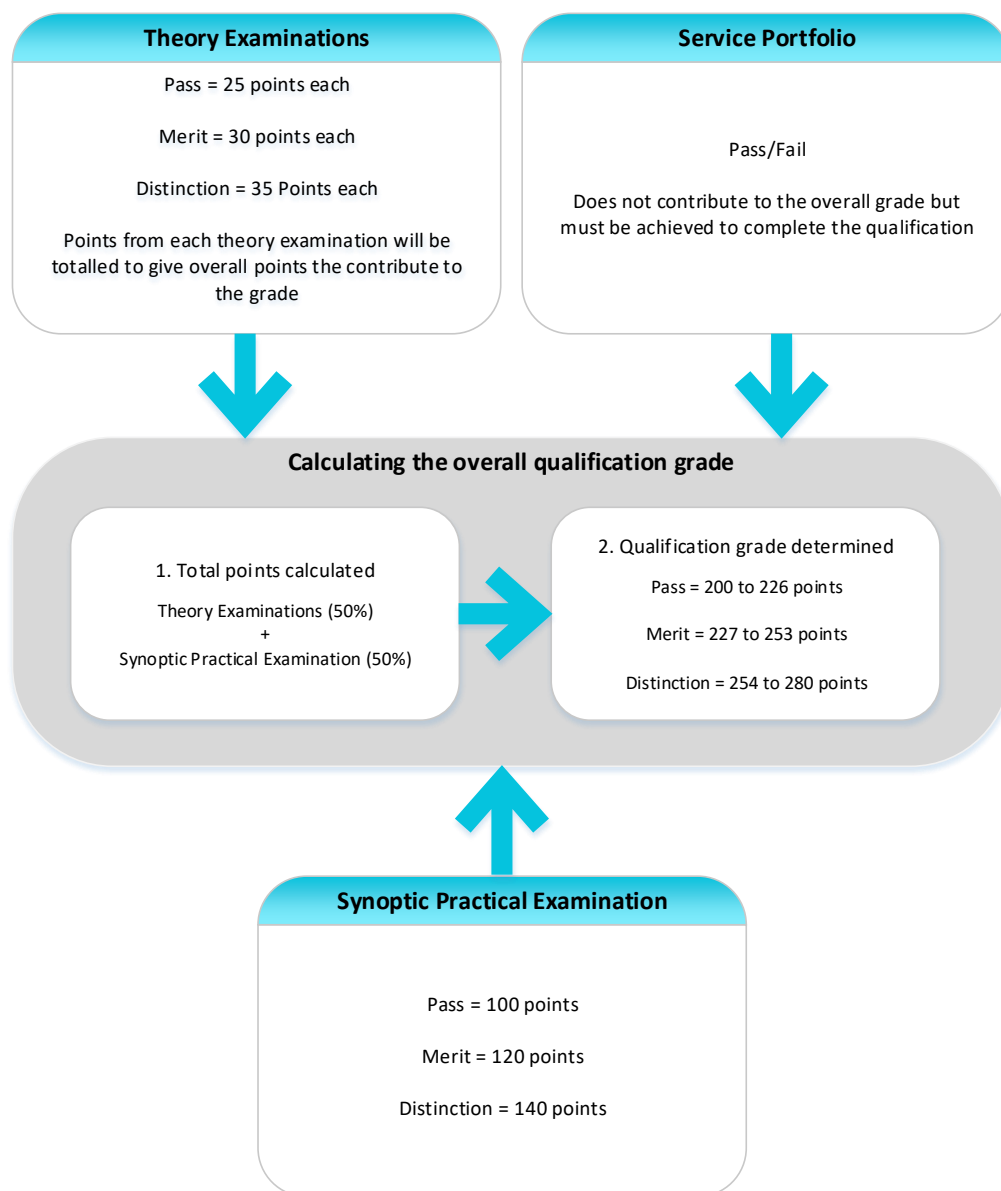 Theory Examinations
Pass = 25 points each
Merit = 30 points each
Distinction = 35 Points each
Points from each theory examination will be
totalled to give overall points the contribute to
the grade
Service Portfolio
Pass/Fail
Does not contribute to the overall grade but
must be achieved to complete the qualification
Calculating the overall qualification grade
1. Total points calculated
Theory Examinations (50%)
+
Synoptic Practical Examination (50%)
2. Qualification grade determined
Pass = 200 to 226 points
Merit = 227 to 253 points
Distinction = 254 to 280 points
Synoptic Practical Examination
Pass = 100 points
Merit = 120 points
Distinction = 140 points